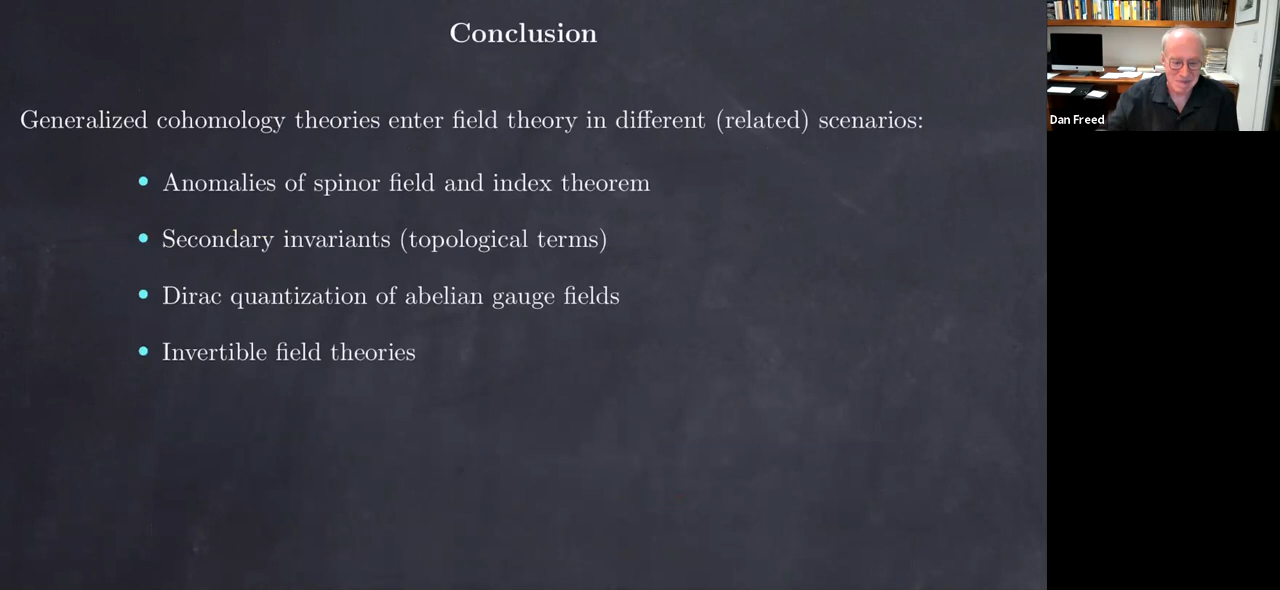 Conclusion
Generalized cohomology theories enter field theory in different (related) scenarios:
• Anomalies of spinor field and index theorem
• Secondary invariants (topological terms)
• Dirac quantization of abelian gauge fields
• Invertible field theories
Dan Freed